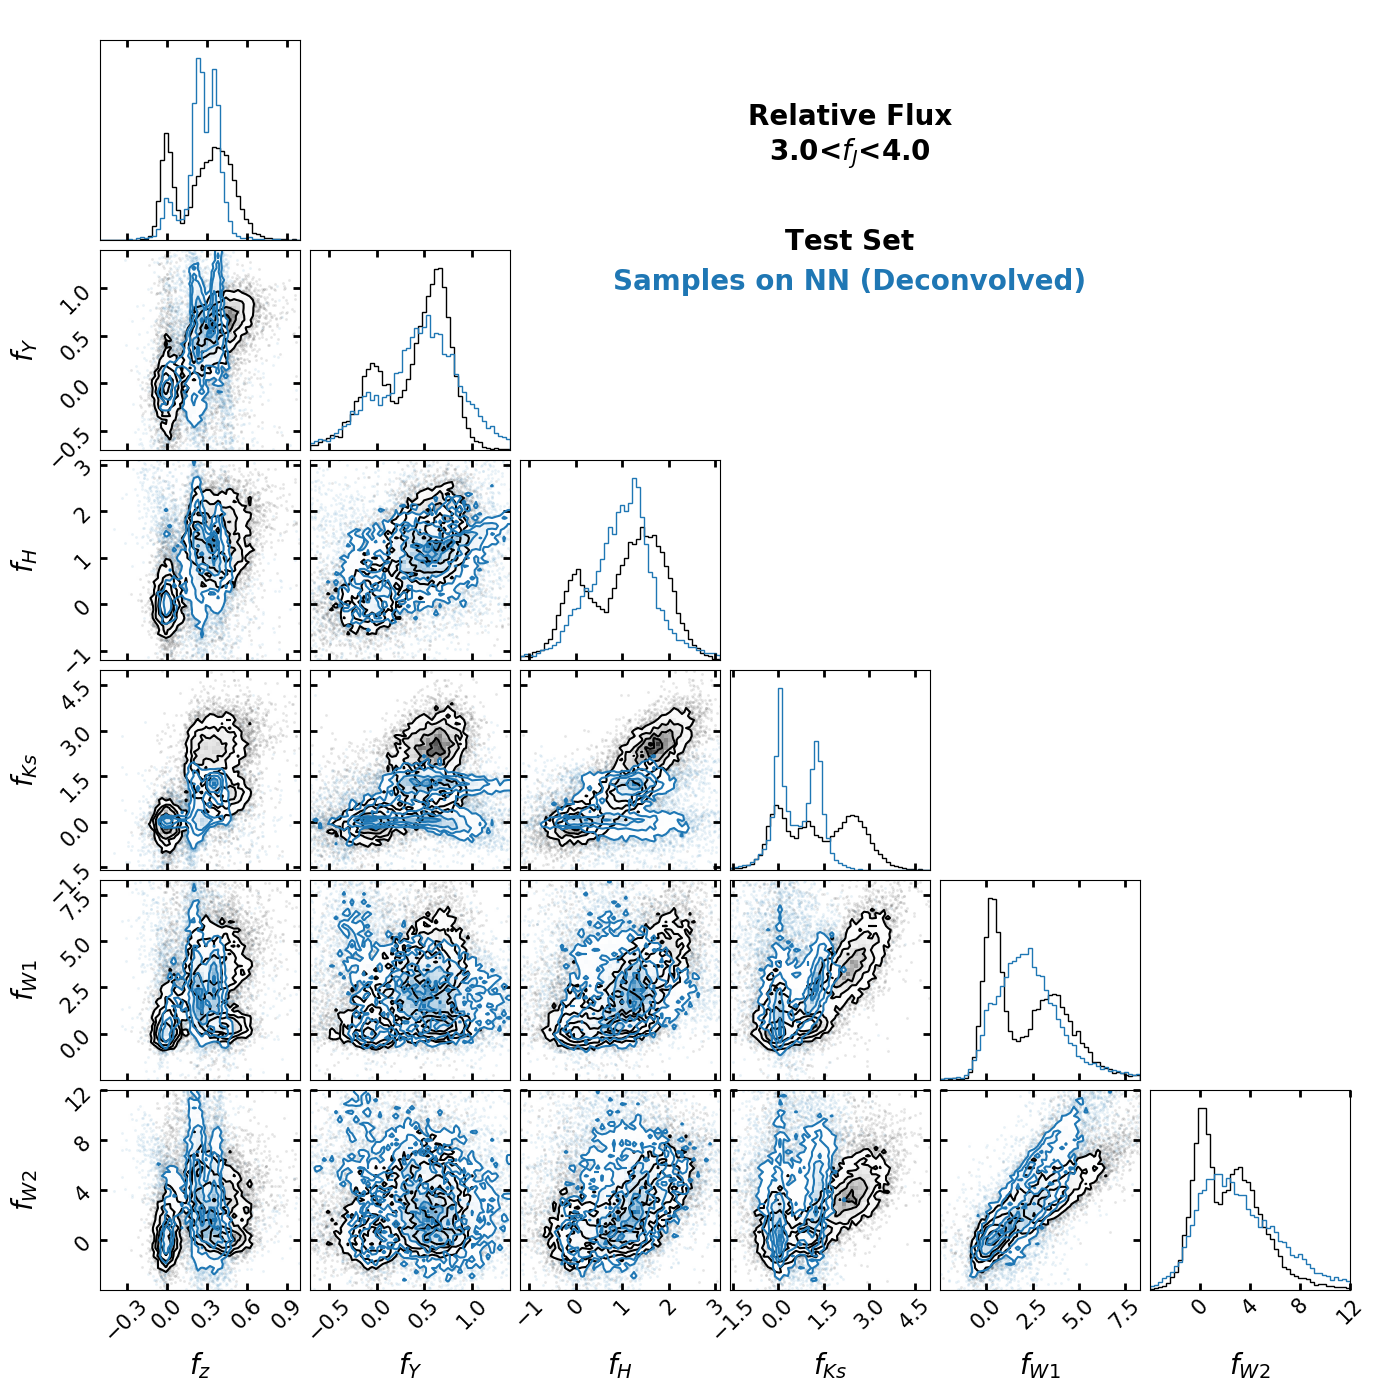 Relative Flux
3.0<f_J<4.0
Test Set
Samples on NN (Deconvolved)
f_Y
1.0
0.5
0.0
−0.5
f_H
3
2
1
0
−1
f_Ks
4.5
3.0
1.5
0.0
−1.5
f_W1
7.5
5.0
2.5
0.0
f_W2
12
8
4
0
−0.3 0.0 0.3 0.6 0.9
−0.5 0.0 0.5 1.0
−1 0 1 2 3
−1.5 0.0 1.5 3.0 4.5
0.0 2.5 5.0 7.5
0 4 8 12
f_z f_Y f_H f_Ks f_W1 f_W2